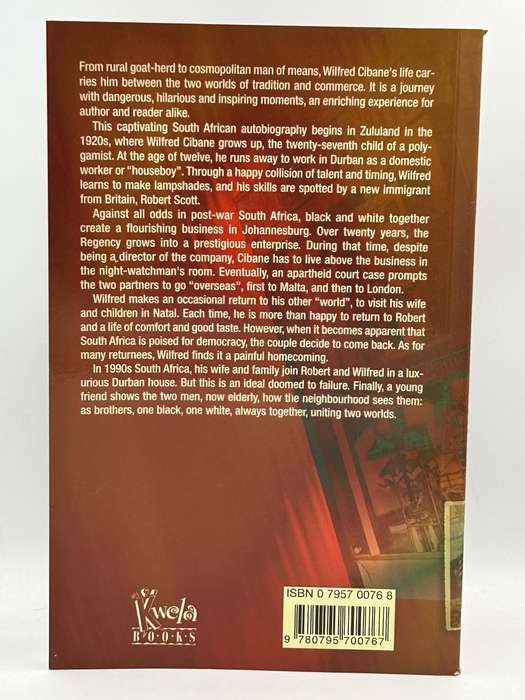 From rural goat-herd to cosmopolitan man of means, Wilfred Cibane's life car-
ries him between the two worlds of tradition and commerce. It is a journey
with dangerous, hilarious and inspiring moments, an enriching experience for
author and reader alike.
This captivating South African autobiography begins in Zululand in the
1920s, where Wilfred Cibane grows up, the twenty-seventh child of a poly-
gamist. At the age of twelve, he runs away to work in Durban as a domestic
worker or "houseboy". Through a happy collision of talent and timing, Wilfred
learns to make lampshades, and his skills are spotted by a new immigrant
from Britain, Robert Scott.
Against all odds in post-war South Africa, black and white together
create a flourishing business in Johannesburg. Over twenty years, the
Regency grows into a prestigious enterprise. During that time, despite
being a director of the company, Cibane has to live above the business in
the night-watchman's room. Eventually, an apartheid court case prompts
the two partners to go "overseas", first to Malta, and then to London.
Wilfred makes an occasional return to his other "world", to visit his wife
and children in Natal. Each time, he is more than happy to return to Robert
and a life of comfort and good taste. However, when it becomes apparent that
South Africa is poised for democracy, the couple decide to come back. As for
many returnees, Wilfred finds it a painful homecoming.
In 1990s South Africa, his wife and family join Robert and Wilfred in a lux-
urious Durban house. But this is an ideal doomed to failure. Finally, a young
friend shows the two men, now elderly, how the neighbourhood sees them:
as brothers, one black, one white, always together, uniting two worlds.
Kwela
BOOKS
ISBN 0 7957 0076 8
9 780795 700767